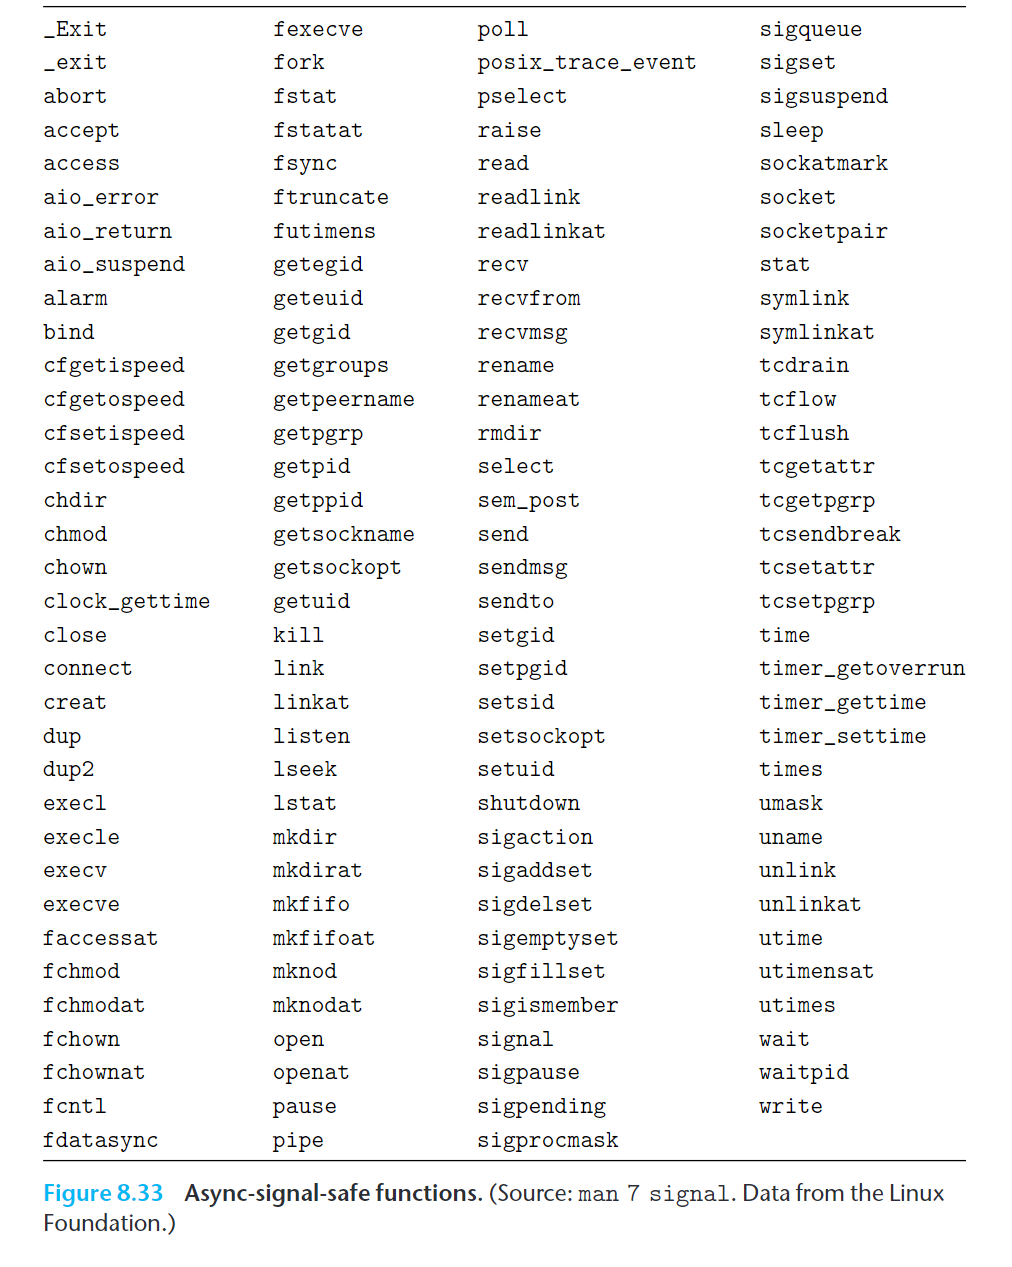 _Exit fexecve poll sigqueue
_exit fork posix_trace_event sigset
abort fstat pselect sigsuspend
accept fstatat raise sleep
access fsync read sockatmark
aio_error ftruncate readlink socket
aio_return futimens readlinkat socketpair
aio_suspend getegid recv stat
alarm geteuid recvfrom symlink
bind getgid recvmsg symlinkat
cfgetispeed getgroups rename tcdrain
cfgetospeed getpeername renameat tcflow
cfsetispeed getpgrp rmdir tcflush
cfsetospeed getpid select tcgetattr
chdir getppid sem_post tcgetpgrp
chmod getsockname send tcsendbreak
chown getsockopt sendmsg tcsetattr
clock_gettime getuid sendto tcsetpgrp
close kill setgid time
connect link setpgid timer_getoverrun
creat linkat setsid timer_gettime
dup listen setsockopt timer_settime
dup2 lseek setuid times
execl lstat shutdown umask
execle mkdir sigaction uname
execv mkdirat sigaddset unlink
execve mkfifo sigdelset unlinkat
faccessat mkfifoat sigemptyset utime
fchmod mknod sigfillset utimensat
fchmodat mknodat sigismember utimes
fchown open signal wait
fchownat openat sigpause waitpid
fcntl pause sigpending write
fdatasync pipe sigprocmask
Figure 8.33 Async-signal-safe functions. (Source: man 7 signal. Data from the Linux
Foundation.)